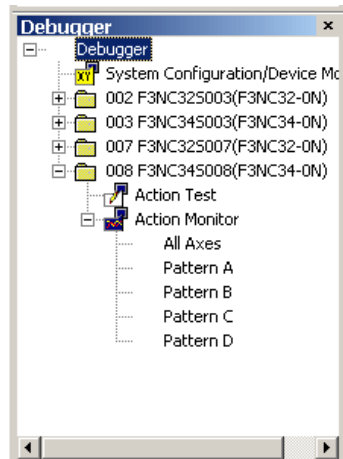 Debugger
Debugger
System Configuration/Device Mo
002 F3NC32S003(F3NC32-0N)
003 F3NC34S003(F3NC34-0N)
007 F3NC32S007(F3NC32-0N)
008 F3NC34S008(F3NC34-0N)
Action Test
Action Monitor
All Axes
Pattern A
Pattern B
Pattern C
Pattern D